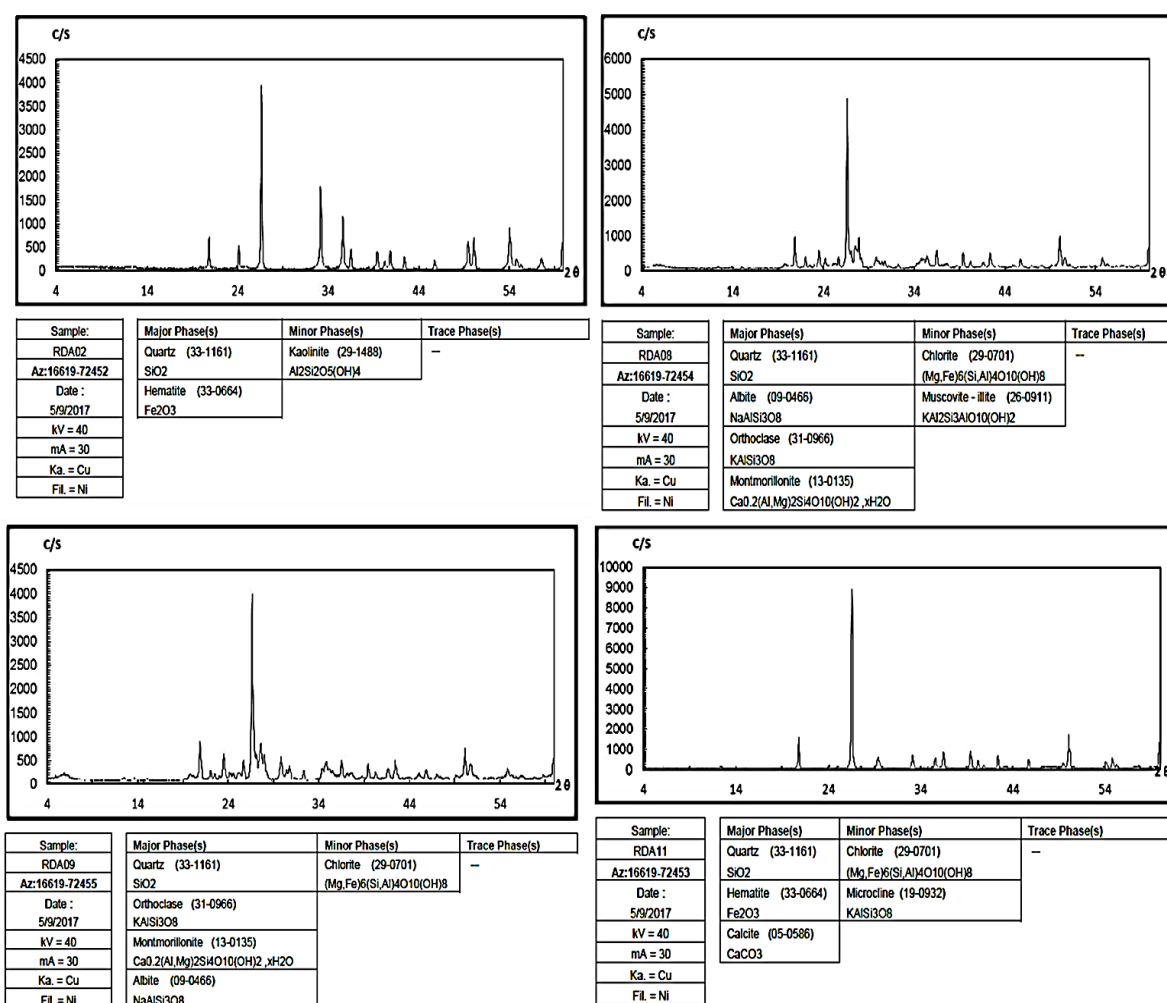 c/s
4500
4000
3500
3000
2500
2000
1500
1000
500
0
4 14 24 34 44 54
2θ
Sample: Major Phase(s) Minor Phase(s) Trace Phase(s)
RDA02 Quartz (33-1161) Kaolinite (29-1488) —
Az:16619-72452 SiO2 Al2Si2O5(OH)4
Date : Hematite (33-0664)
5/9/2017 Fe2O3
kV = 40
mA = 30
Ka. = Cu
Fil. = Ni
c/s
6000
5000
4000
3000
2000
1000
0
4 14 24 34 44 54
2θ
Sample: Major Phase(s) Minor Phase(s) Trace Phase(s)
RDA08 Quartz (33-1161) Chlorite (29-0701) —
Az:16619-72454 SiO2 (Mg,Fe)6(Si,Al)4O10(OH)8
Date : Albite (09-0466) Muscovite - illite (26-0911)
5/9/2017 NaAlSi3O8 KAl2Si3AlO10(OH)2
kV = 40 Orthoclase (31-0966)
mA = 30 KAlSi3O8
Ka. = Cu Montmorillonite (13-0135)
Fil. = Ni Ca0.2(Al,Mg)2Si4O10(OH)2 ,xH2O
c/s
4500
4000
3500
3000
2500
2000
1500
1000
500
0
4 14 24 34 44 54
2θ
Sample: Major Phase(s) Minor Phase(s) Trace Phase(s)
RDA09 Quartz (33-1161) Chlorite (29-0701) —
Az:16619-72455 SiO2 (Mg,Fe)6(Si,Al)4O10(OH)8
Date : Orthoclase (31-0966)
5/9/2017 KAlSi3O8
kV = 40 Montmorillonite (13-0135)
mA = 30 Ca0.2(Al,Mg)2Si4O10(OH)2 ,xH2O
Ka. = Cu Albite (09-0466)
Fil. = Ni NaAlSi3O8
c/s
10000
9000
8000
7000
6000
5000
4000
3000
2000
1000
0
4 14 24 34 44 54
2θ
Sample: Major Phase(s) Minor Phase(s) Trace Phase(s)
RDA11 Quartz (33-1161) Chlorite (29-0701) —
Az:16619-72453 SiO2 (Mg,Fe)6(Si,Al)4O10(OH)8
Date : Hematite (33-0664) Microcline (19-0932)
5/9/2017 Fe2O3 KAlSi3O8
kV = 40 Calcite (05-0586)
mA = 30 CaCO3
Ka. = Cu
Fil. = Ni